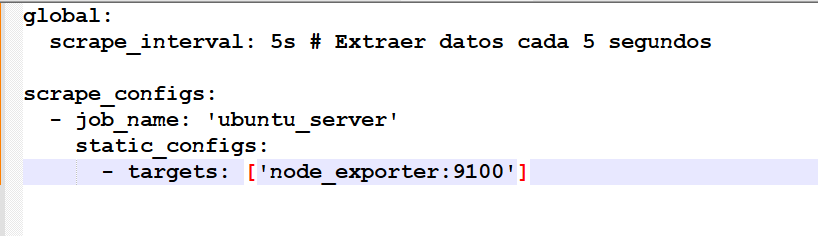 global:
  scrape_interval: 5s # Extraer datos cada 5 segundos

scrape_configs:
  - job_name: 'ubuntu_server'
    static_configs:
      - targets: ['node_exporter:9100']